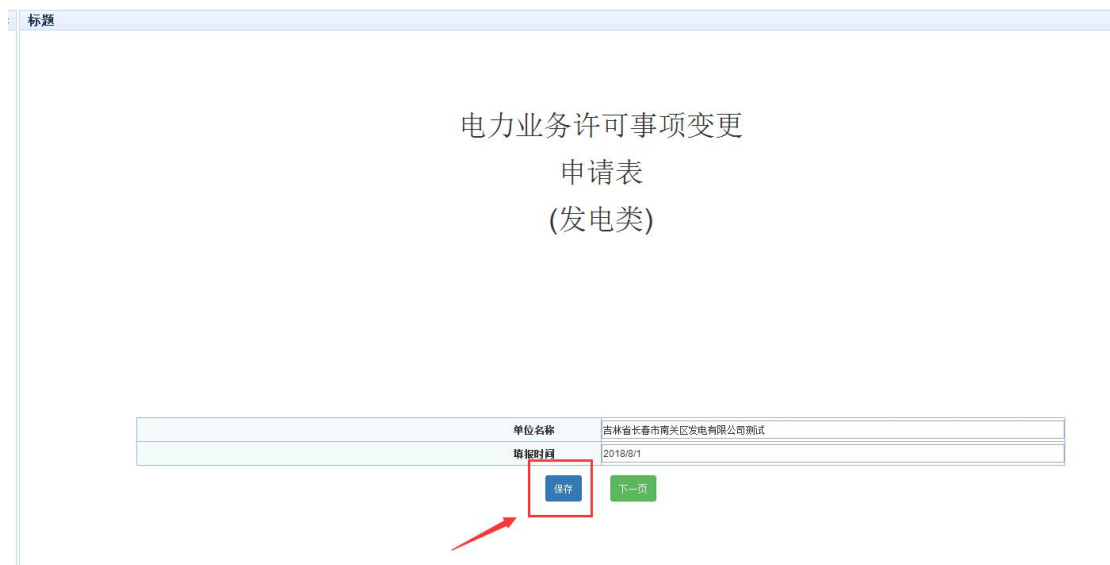 标题
电力业务许可事项变更
申请表
(发电类)
单位名称 吉林省长春市南关区发电有限公司测试
填报时间 2018/8/1
保存 下一页